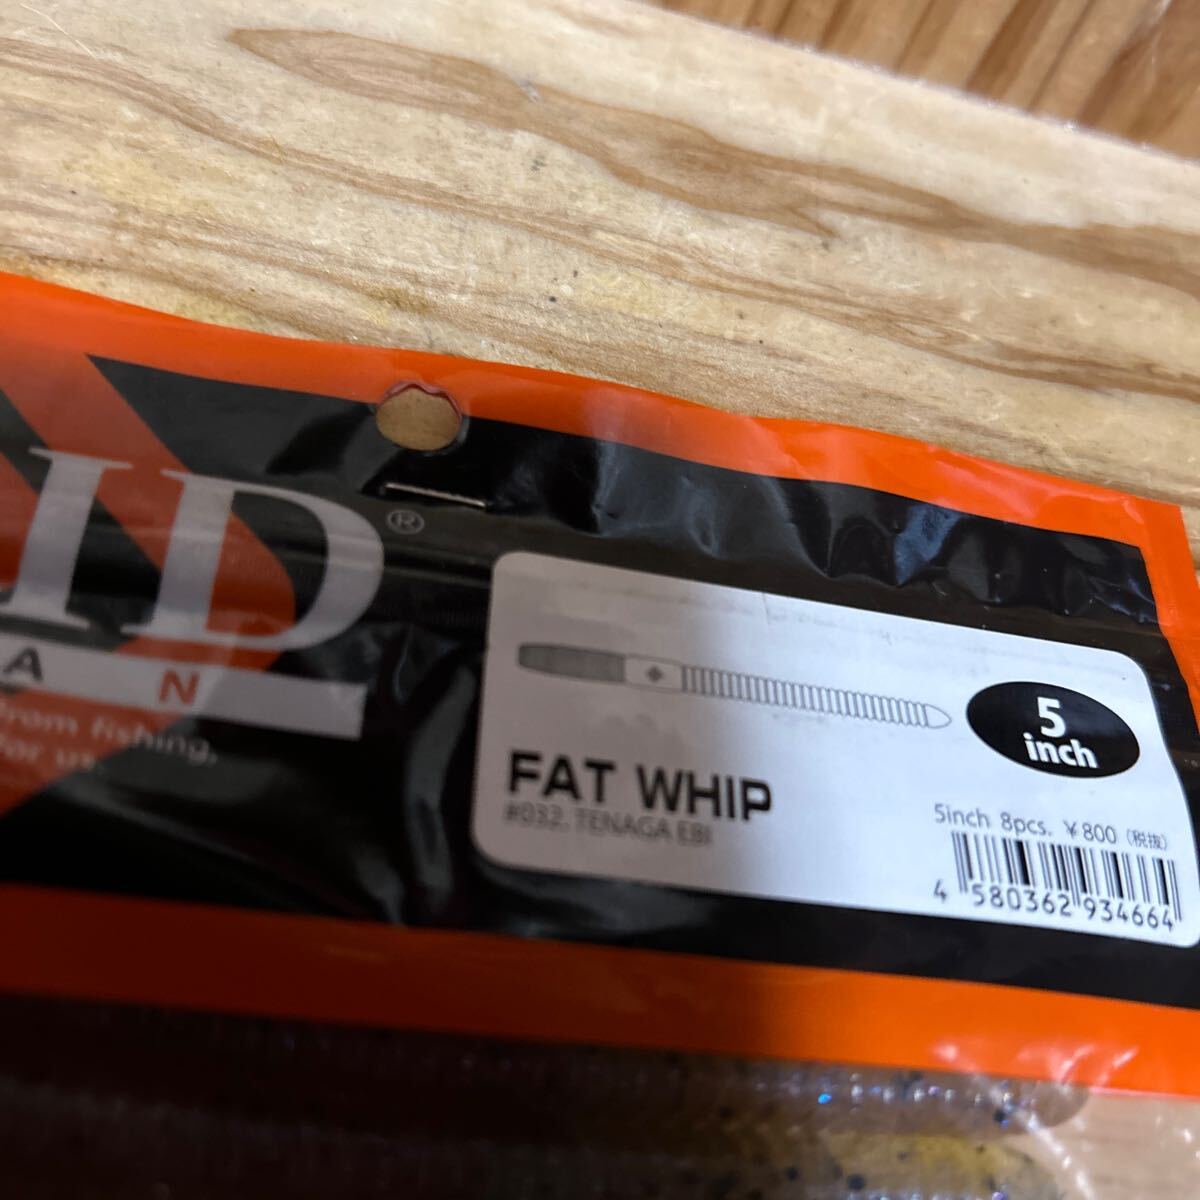 ID®
AN
from fishing,
for us.
5
inch
FAT WHIP
#032. TENAGA EBI
5inch 8pcs. ¥800 (税抜)
4 580362 934664